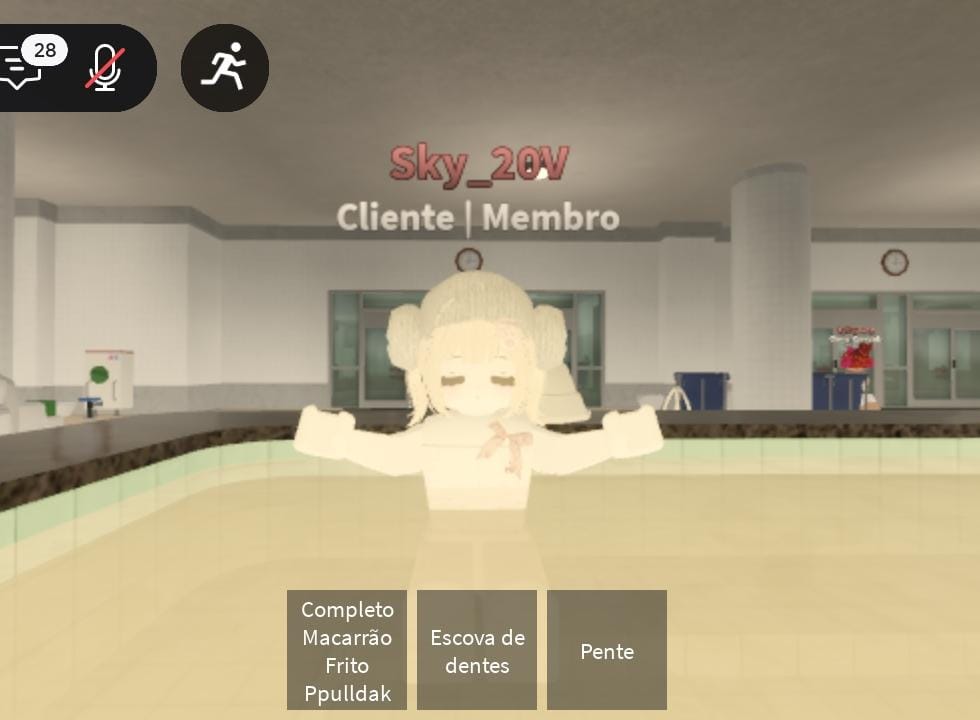 28
Sky_20V
Cliente | Membro
Completo
Macarrão
Frito
Ppulldak
Escova de
dentes
Pente